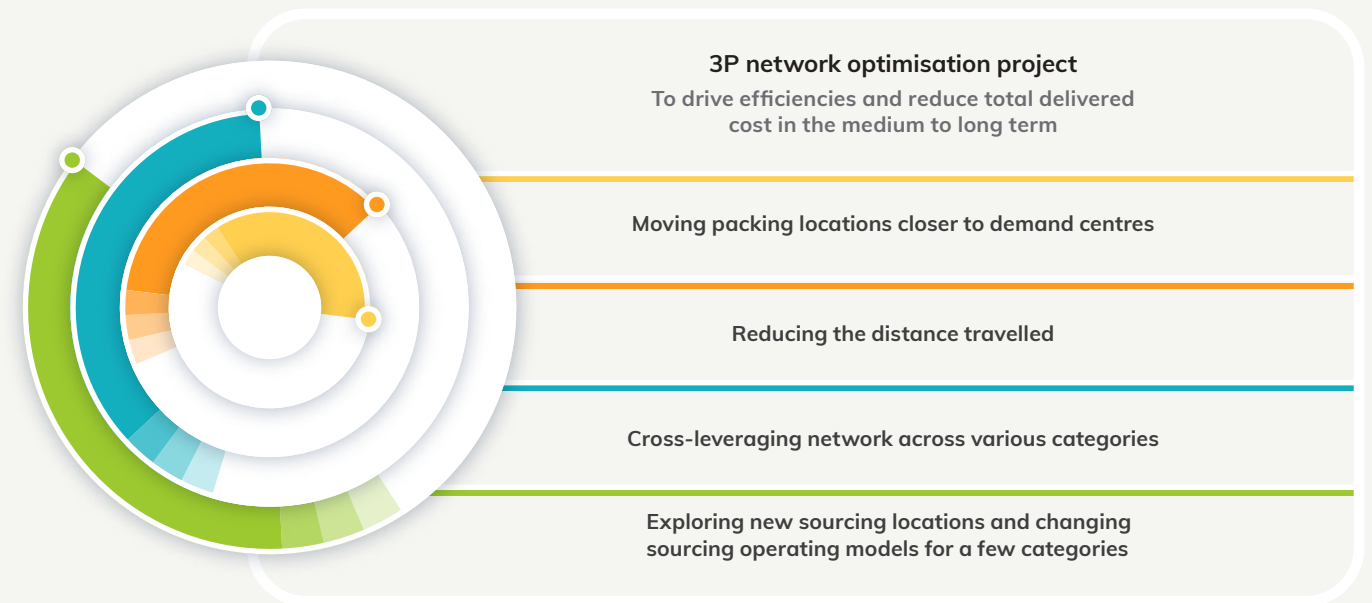 3P network optimisation project
To drive efficiencies and reduce total delivered
cost in the medium to long term
Moving packing locations closer to demand centres
Reducing the distance travelled
Cross-leveraging network across various categories
Exploring new sourcing locations and changing
sourcing operating models for a few categories